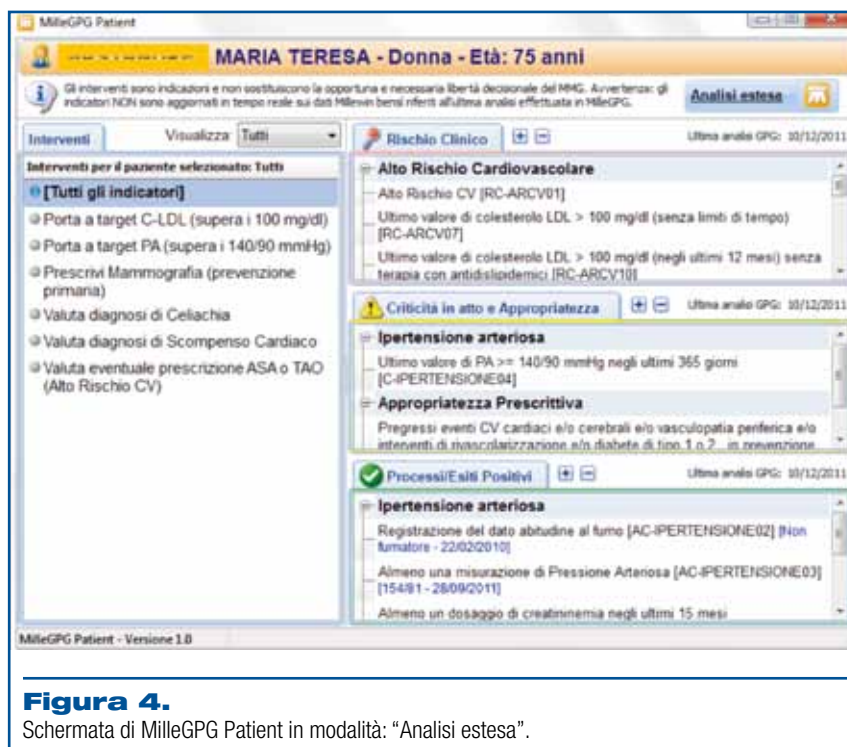 MilleGPG Patient
MARIA TERESA - Donna - Età: 75 anni
Gli interventi sono indicazioni e non sostituiscono la opportuna e necessaria libertà decisionale del MMG. Avvertenza: gli
indicatori NON sono aggiornati in tempo reale sui dati Millewin bensì riferiti all'ultima analisi effettuata in MilleGPG.
Analisi estesa
Interventi
Visualizza Tutti
Interventi per il paziente selezionato: Tutti
[Tutti gli indicatori]
Porta a target C-LDL (supera i 100 mg/dl)
Porta a target PA (supera i 140/90 mmHg)
Prescrivi Mammografia (prevenzione
primaria)
Valuta diagnosi di Celiachia
Valuta diagnosi di Scompenso Cardiaco
Valuta eventuale prescrizione ASA o TAO
(Alto Rischio CV)
Rischio Clinico
Ultima analisi GPG: 10/12/2011
Alto Rischio Cardiovascolare
Alto Rischio CV [RC-ARCV01]
Ultimo valore di colesterolo LDL > 100 mg/dl (senza limiti di tempo)
[RC-ARCV07]
Ultimo valore di colesterolo LDL > 100 mg/dl (negli ultimi 12 mesi) senza
terapia con antidislipidemici [RC-ARCV10]
Criticità in atto e Appropriatezza
Ultima analisi GPG: 10/12/2011
Ipertensione arteriosa
Ultimo valore di PA >= 140/90 mmHg negli ultimi 365 giorni
[C-IPERTENSIONE04]
Appropriatezza Prescrittiva
Pregressi eventi CV cardiaci e/o cerebrali e/o vasculopatia periferica e/o
interventi di rivascolarizzazione e/o diabete di tipo 1 o 2 in prevenzione
Processi/Esiti Positivi
Ultima analisi GPG: 10/12/2011
Ipertensione arteriosa
Registrazione del dato abitudine al fumo [AC-IPERTENSIONE02] [Non
fumatore - 22/02/2010]
Almeno una misurazione di Pressione Arteriosa [AC-IPERTENSIONE03]
[154/81 - 28/09/2011]
Almeno un dosaggio di creatininemia negli ultimi 15 mesi
MilleGPG Patient - Versione 1.0
Figura 4.
Schermata di MilleGPG Patient in modalità: “Analisi estesa”.